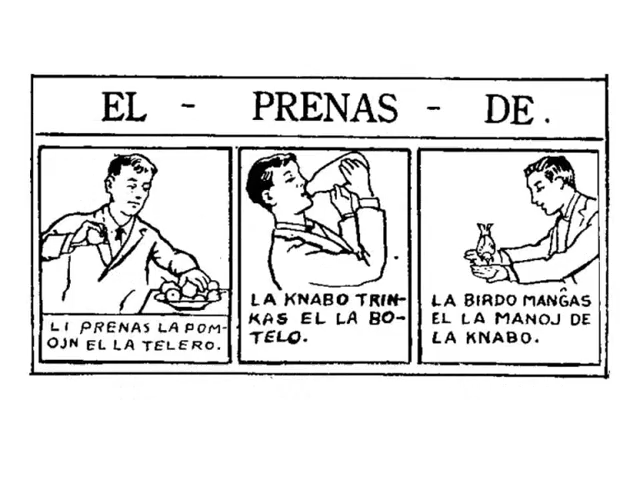 EL - PRENAS - DE.
LI PRENAS LA POM-
OJN EL LA TELERO.
LA KNABO TRIN-
KAS EL LA BO-
TELO.
LA BIRDO MANĜAS
EL LA MANOJ DE
LA KNABO.